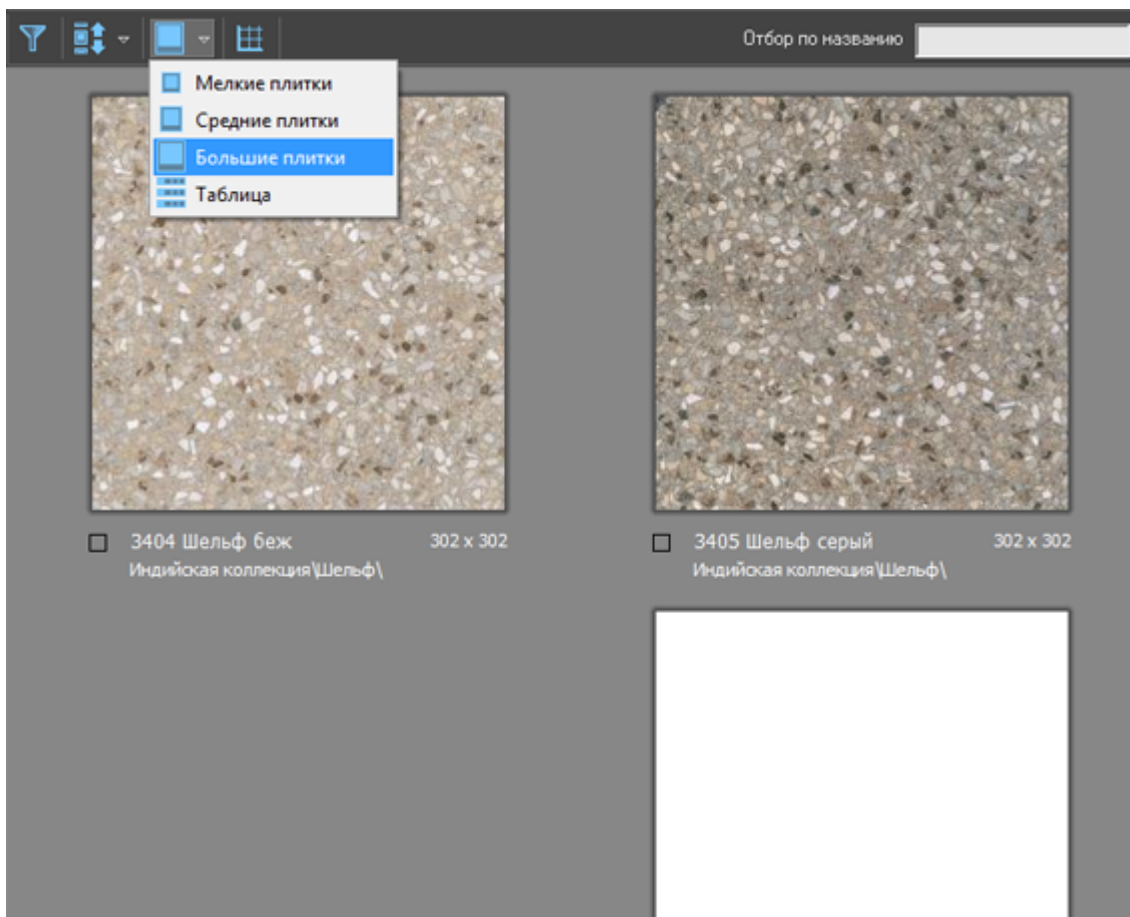 Отбор по названию
Мелкие плитки
Средние плитки
Большие плитки
Таблица
3404 Шельф беж 302 x 302
Индийская коллекция\Шельф\
3405 Шельф серый 302 x 302
Индийская коллекция\Шельф\